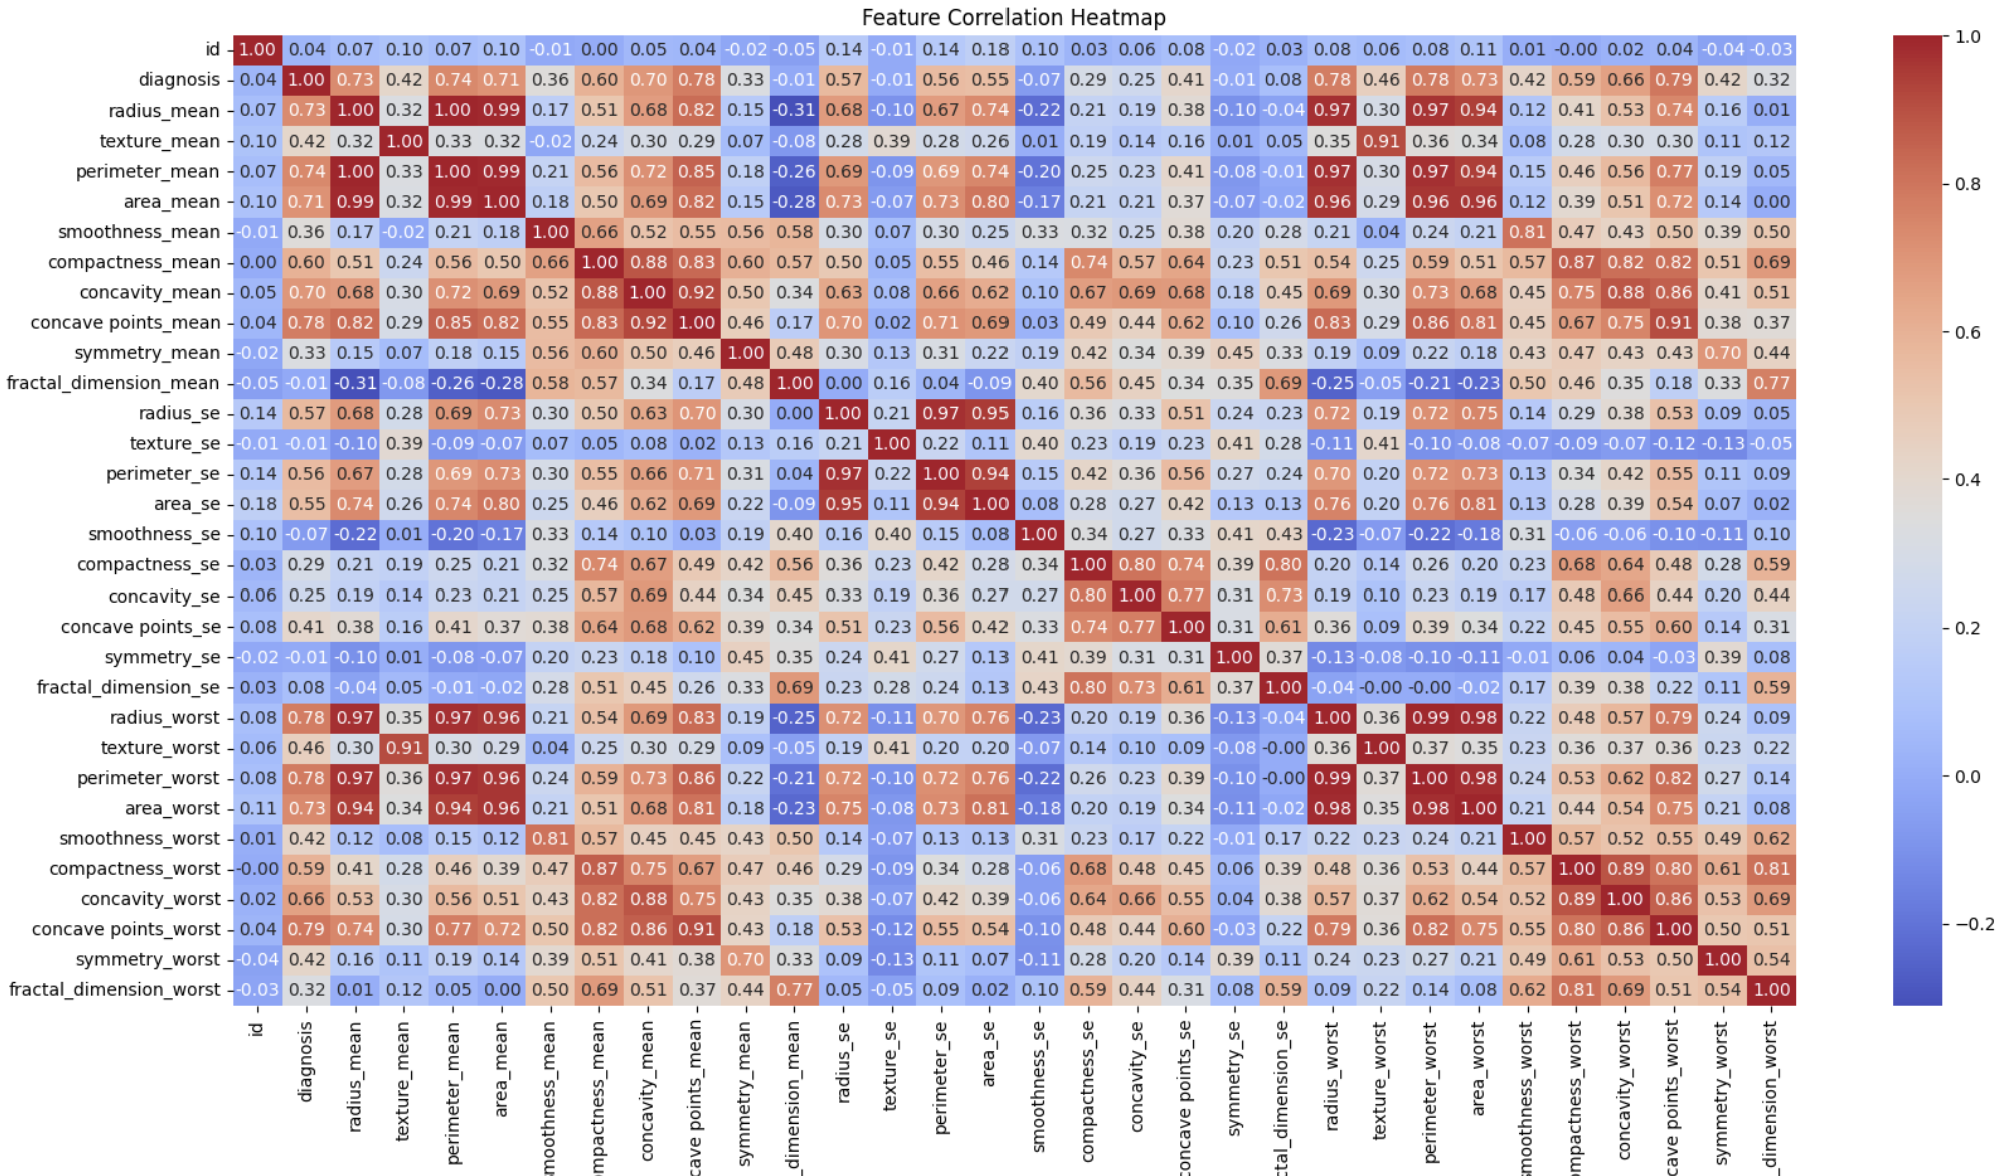 Feature Correlation Heatmap
id 1.00 0.04 0.07 0.10 0.07 0.10 -0.01 0.00 0.05 0.04 -0.02 -0.05 0.14 -0.01 0.14 0.18 0.10 0.03 0.06 0.08 -0.02 0.03 0.08 0.06 0.08 0.11 0.01 -0.00 0.02 0.04 -0.04 -0.03
diagnosis 0.04 1.00 0.73 0.42 0.74 0.71 0.36 0.60 0.70 0.78 0.33 -0.01 0.57 -0.01 0.56 0.55 -0.07 0.29 0.25 0.41 -0.01 0.08 0.78 0.46 0.78 0.73 0.42 0.59 0.66 0.79 0.42 0.32
radius_mean 0.07 0.73 1.00 0.32 1.00 0.99 0.17 0.51 0.68 0.82 0.15 -0.31 0.68 -0.10 0.67 0.74 -0.22 0.21 0.19 0.38 -0.10 -0.04 0.97 0.30 0.97 0.94 0.12 0.41 0.53 0.74 0.16 0.01
texture_mean 0.10 0.42 0.32 1.00 0.33 0.32 -0.02 0.24 0.30 0.29 0.07 -0.08 0.28 0.39 0.28 0.26 0.01 0.19 0.14 0.16 0.01 0.05 0.35 0.91 0.36 0.34 0.08 0.28 0.30 0.30 0.11 0.12
perimeter_mean 0.07 0.74 1.00 0.33 1.00 0.99 0.21 0.56 0.72 0.85 0.18 -0.26 0.69 -0.09 0.69 0.74 -0.20 0.25 0.23 0.41 -0.08 -0.01 0.97 0.30 0.97 0.94 0.15 0.46 0.56 0.77 0.19 0.05
area_mean 0.10 0.71 0.99 0.32 0.99 1.00 0.18 0.50 0.69 0.82 0.15 -0.28 0.73 -0.07 0.73 0.80 -0.17 0.21 0.21 0.37 -0.07 -0.02 0.96 0.29 0.96 0.96 0.12 0.39 0.51 0.72 0.14 0.00
smoothness_mean -0.01 0.36 0.17 -0.02 0.21 0.18 1.00 0.66 0.52 0.55 0.56 0.58 0.30 0.07 0.30 0.25 0.33 0.32 0.25 0.38 0.20 0.28 0.21 0.04 0.24 0.21 0.81 0.47 0.43 0.50 0.39 0.50
compactness_mean 0.00 0.60 0.51 0.24 0.56 0.50 0.66 1.00 0.88 0.83 0.60 0.57 0.50 0.05 0.55 0.46 0.14 0.74 0.57 0.64 0.23 0.51 0.54 0.25 0.59 0.51 0.57 0.87 0.82 0.82 0.51 0.69
concavity_mean 0.05 0.70 0.68 0.30 0.72 0.69 0.52 0.88 1.00 0.92 0.50 0.34 0.63 0.08 0.66 0.62 0.10 0.67 0.69 0.68 0.18 0.45 0.69 0.30 0.73 0.68 0.45 0.75 0.88 0.86 0.41 0.51
concave points_mean 0.04 0.78 0.82 0.29 0.85 0.82 0.55 0.83 0.92 1.00 0.46 0.17 0.70 0.02 0.71 0.69 0.03 0.49 0.44 0.62 0.10 0.26 0.83 0.29 0.86 0.81 0.45 0.67 0.75 0.91 0.38 0.37
symmetry_mean -0.02 0.33 0.15 0.07 0.18 0.15 0.56 0.60 0.50 0.46 1.00 0.48 0.30 0.13 0.31 0.22 0.19 0.42 0.34 0.39 0.45 0.33 0.19 0.09 0.22 0.18 0.43 0.47 0.43 0.43 0.70 0.44
fractal_dimension_mean -0.05 -0.01 -0.31 -0.08 -0.26 -0.28 0.58 0.57 0.34 0.17 0.48 1.00 0.00 0.16 0.04 -0.09 0.40 0.56 0.45 0.34 0.35 0.69 -0.25 -0.05 -0.21 -0.23 0.50 0.46 0.35 0.18 0.33 0.77
radius_se 0.14 0.57 0.68 0.28 0.69 0.73 0.30 0.50 0.63 0.70 0.30 0.00 1.00 0.21 0.97 0.95 0.16 0.36 0.33 0.51 0.24 0.23 0.72 0.19 0.72 0.75 0.14 0.29 0.38 0.53 0.09 0.05
texture_se -0.01 -0.01 -0.10 0.39 -0.09 -0.07 0.07 0.05 0.08 0.02 0.13 0.16 0.21 1.00 0.22 0.11 0.40 0.23 0.19 0.23 0.41 0.28 -0.11 0.41 -0.10 -0.08 -0.07 -0.09 -0.07 -0.12 -0.13 -0.05
perimeter_se 0.14 0.56 0.67 0.28 0.69 0.73 0.30 0.55 0.66 0.71 0.31 0.04 0.97 0.22 1.00 0.94 0.15 0.42 0.36 0.56 0.27 0.24 0.70 0.20 0.72 0.73 0.13 0.34 0.42 0.55 0.11 0.09
area_se 0.18 0.55 0.74 0.26 0.74 0.80 0.25 0.46 0.62 0.69 0.22 -0.09 0.95 0.11 0.94 1.00 0.08 0.28 0.27 0.42 0.13 0.13 0.76 0.20 0.76 0.81 0.13 0.28 0.39 0.54 0.07 0.02
smoothness_se 0.10 -0.07 -0.22 0.01 -0.20 -0.17 0.33 0.14 0.10 0.03 0.19 0.40 0.16 0.40 0.15 0.08 1.00 0.34 0.27 0.33 0.41 0.43 -0.23 -0.07 -0.22 -0.18 0.31 -0.06 -0.06 -0.10 -0.11 0.10
compactness_se 0.03 0.29 0.21 0.19 0.25 0.21 0.32 0.74 0.67 0.49 0.42 0.56 0.36 0.23 0.42 0.28 0.34 1.00 0.80 0.74 0.39 0.80 0.20 0.14 0.26 0.20 0.23 0.68 0.64 0.48 0.28 0.59
concavity_se 0.06 0.25 0.19 0.14 0.23 0.21 0.25 0.57 0.69 0.44 0.34 0.45 0.33 0.19 0.36 0.27 0.27 0.80 1.00 0.77 0.31 0.73 0.19 0.10 0.23 0.19 0.17 0.48 0.66 0.44 0.20 0.44
concave points_se 0.08 0.41 0.38 0.16 0.41 0.37 0.38 0.64 0.68 0.62 0.39 0.34 0.51 0.23 0.56 0.42 0.33 0.74 0.77 1.00 0.31 0.61 0.36 0.09 0.39 0.34 0.22 0.45 0.55 0.60 0.14 0.31
symmetry_se -0.02 -0.01 -0.10 0.01 -0.08 -0.07 0.20 0.23 0.18 0.10 0.45 0.35 0.24 0.41 0.27 0.13 0.41 0.39 0.31 0.31 1.00 0.37 -0.13 -0.08 -0.10 -0.11 -0.01 0.06 0.04 -0.03 0.39 0.08
fractal_dimension_se 0.03 0.08 -0.04 0.05 -0.01 -0.02 0.28 0.51 0.45 0.26 0.33 0.69 0.23 0.28 0.24 0.13 0.43 0.80 0.73 0.61 0.37 1.00 -0.04 -0.00 -0.00 -0.02 0.17 0.39 0.38 0.22 0.11 0.59
radius_worst 0.08 0.78 0.97 0.35 0.97 0.96 0.21 0.54 0.69 0.83 0.19 -0.25 0.72 -0.11 0.70 0.76 -0.23 0.20 0.19 0.36 -0.13 -0.04 1.00 0.36 0.99 0.98 0.22 0.48 0.57 0.79 0.24 0.09
texture_worst 0.06 0.46 0.30 0.91 0.30 0.29 0.04 0.25 0.30 0.29 0.09 -0.05 0.19 0.41 0.20 0.20 -0.07 0.14 0.10 0.09 -0.08 -0.00 0.36 1.00 0.37 0.35 0.23 0.36 0.37 0.36 0.23 0.22
perimeter_worst 0.08 0.78 0.97 0.36 0.97 0.96 0.24 0.59 0.73 0.86 0.22 -0.21 0.72 -0.10 0.72 0.76 -0.22 0.26 0.23 0.39 -0.10 -0.00 0.99 0.37 1.00 0.98 0.24 0.53 0.62 0.82 0.27 0.14
area_worst 0.11 0.73 0.94 0.34 0.94 0.96 0.21 0.51 0.68 0.81 0.18 -0.23 0.75 -0.08 0.73 0.81 -0.18 0.20 0.19 0.34 -0.11 -0.02 0.98 0.35 0.98 1.00 0.21 0.44 0.54 0.75 0.21 0.08
smoothness_worst 0.01 0.42 0.12 0.08 0.15 0.12 0.81 0.57 0.45 0.45 0.43 0.50 0.14 -0.07 0.13 0.13 0.31 0.23 0.17 0.22 -0.01 0.17 0.22 0.23 0.24 0.21 1.00 0.57 0.52 0.55 0.49 0.62
compactness_worst -0.00 0.59 0.41 0.28 0.46 0.39 0.47 0.87 0.75 0.67 0.47 0.46 0.29 -0.09 0.34 0.28 -0.06 0.68 0.48 0.45 0.06 0.39 0.48 0.36 0.53 0.44 0.57 1.00 0.89 0.80 0.61 0.81
concavity_worst 0.02 0.66 0.53 0.30 0.56 0.51 0.43 0.82 0.88 0.75 0.43 0.35 0.38 -0.07 0.42 0.39 -0.06 0.64 0.66 0.55 0.04 0.38 0.57 0.37 0.62 0.54 0.52 0.89 1.00 0.86 0.53 0.69
concave points_worst 0.04 0.79 0.74 0.30 0.77 0.72 0.50 0.82 0.86 0.91 0.43 0.18 0.53 -0.12 0.55 0.54 -0.10 0.48 0.44 0.60 -0.03 0.22 0.79 0.36 0.82 0.75 0.55 0.80 0.86 1.00 0.50 0.51
symmetry_worst -0.04 0.42 0.16 0.11 0.19 0.14 0.39 0.51 0.41 0.38 0.70 0.33 0.09 -0.13 0.11 0.07 -0.11 0.28 0.20 0.14 0.39 0.11 0.24 0.23 0.27 0.21 0.49 0.61 0.53 0.50 1.00 0.54
fractal_dimension_worst -0.03 0.32 0.01 0.12 0.05 0.00 0.50 0.69 0.51 0.37 0.44 0.77 0.05 -0.05 0.09 0.02 0.10 0.59 0.44 0.31 0.08 0.59 0.09 0.22 0.14 0.08 0.62 0.81 0.69 0.51 0.54 1.00
id
diagnosis
radius_mean
texture_mean
perimeter_mean
area_mean
moothness_mean
mpactness_mean
concavity_mean
cave points_mean
symmetry_mean
_dimension_mean
radius_se
texture_se
perimeter_se
area_se
smoothness_se
compactness_se
concavity_se
concave points_se
symmetry_se
ctal_dimension_se
radius_worst
texture_worst
perimeter_worst
area_worst
moothness_worst
mpactness_worst
concavity_worst
cave points_worst
symmetry_worst
_dimension_worst
1.0
0.8
0.6
0.4
0.2
0.0
−0.2